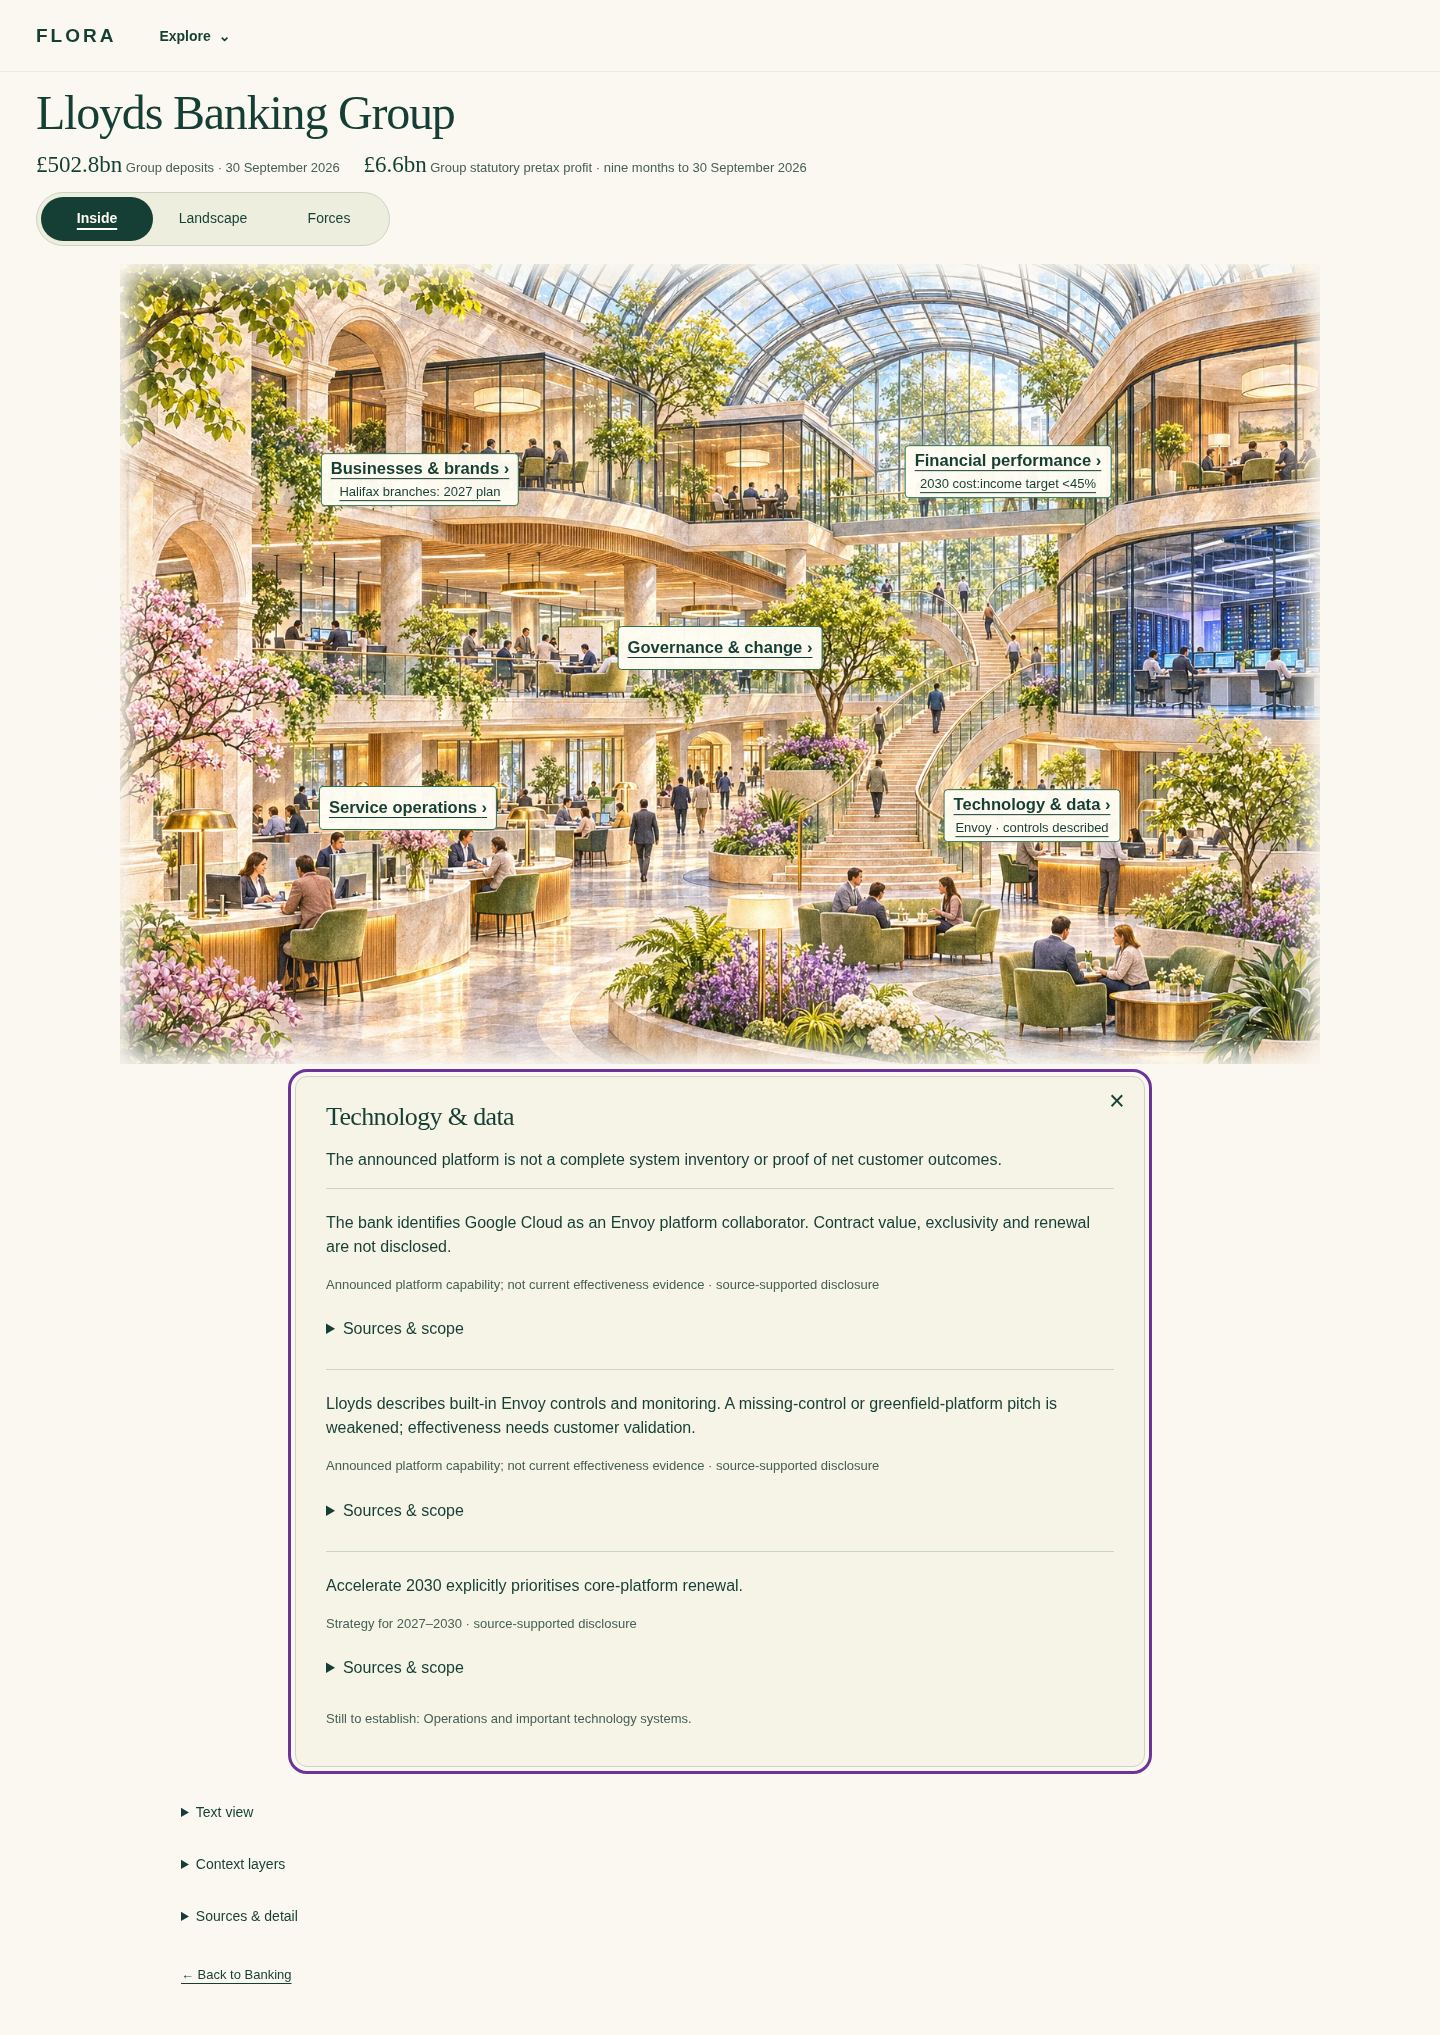 FLORA
Explore ⌄
Lloyds Banking Group
£502.8bn Group deposits · 30 September 2026 £6.6bn Group statutory pretax profit · nine months to 30 September 2026
Inside Landscape Forces
Financial performance ›
2030 cost:income target <45%
Businesses & brands ›
Halifax branches: 2027 plan
Governance & change ›
Service operations ›
Technology & data ›
Envoy · controls described
Technology & data
✕
The announced platform is not a complete system inventory or proof of net customer outcomes.
The bank identifies Google Cloud as an Envoy platform collaborator. Contract value, exclusivity and renewal
are not disclosed.
Announced platform capability; not current effectiveness evidence · source-supported disclosure
▶ Sources & scope
Lloyds describes built-in Envoy controls and monitoring. A missing-control or greenfield-platform pitch is
weakened; effectiveness needs customer validation.
Announced platform capability; not current effectiveness evidence · source-supported disclosure
▶ Sources & scope
Accelerate 2030 explicitly prioritises core-platform renewal.
Strategy for 2027–2030 · source-supported disclosure
▶ Sources & scope
Still to establish: Operations and important technology systems.
▶ Text view
▶ Context layers
▶ Sources & detail
← Back to Banking